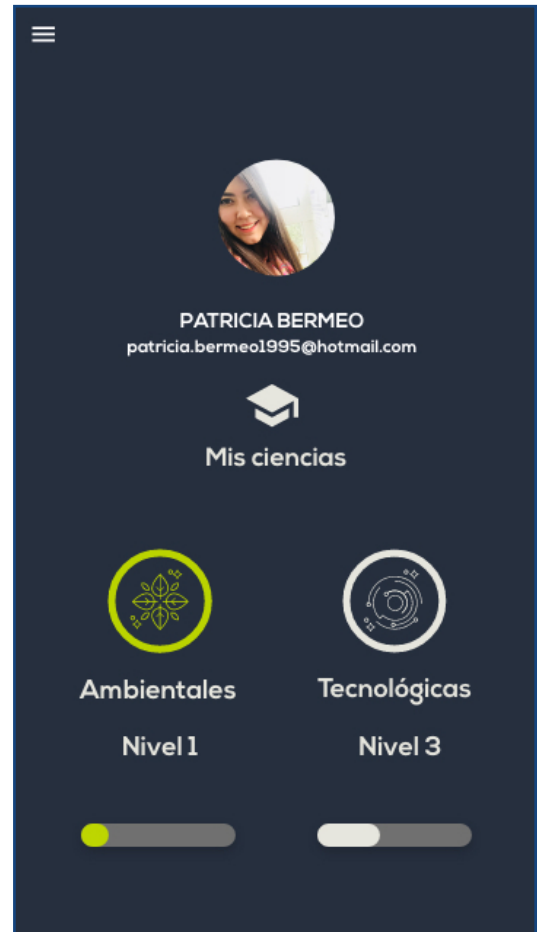 PATRICIA BERMEO
patricia.bermeo1995@hotmail.com
Mis ciencias
Ambientales
Tecnológicas
Nivel 1
Nivel 3